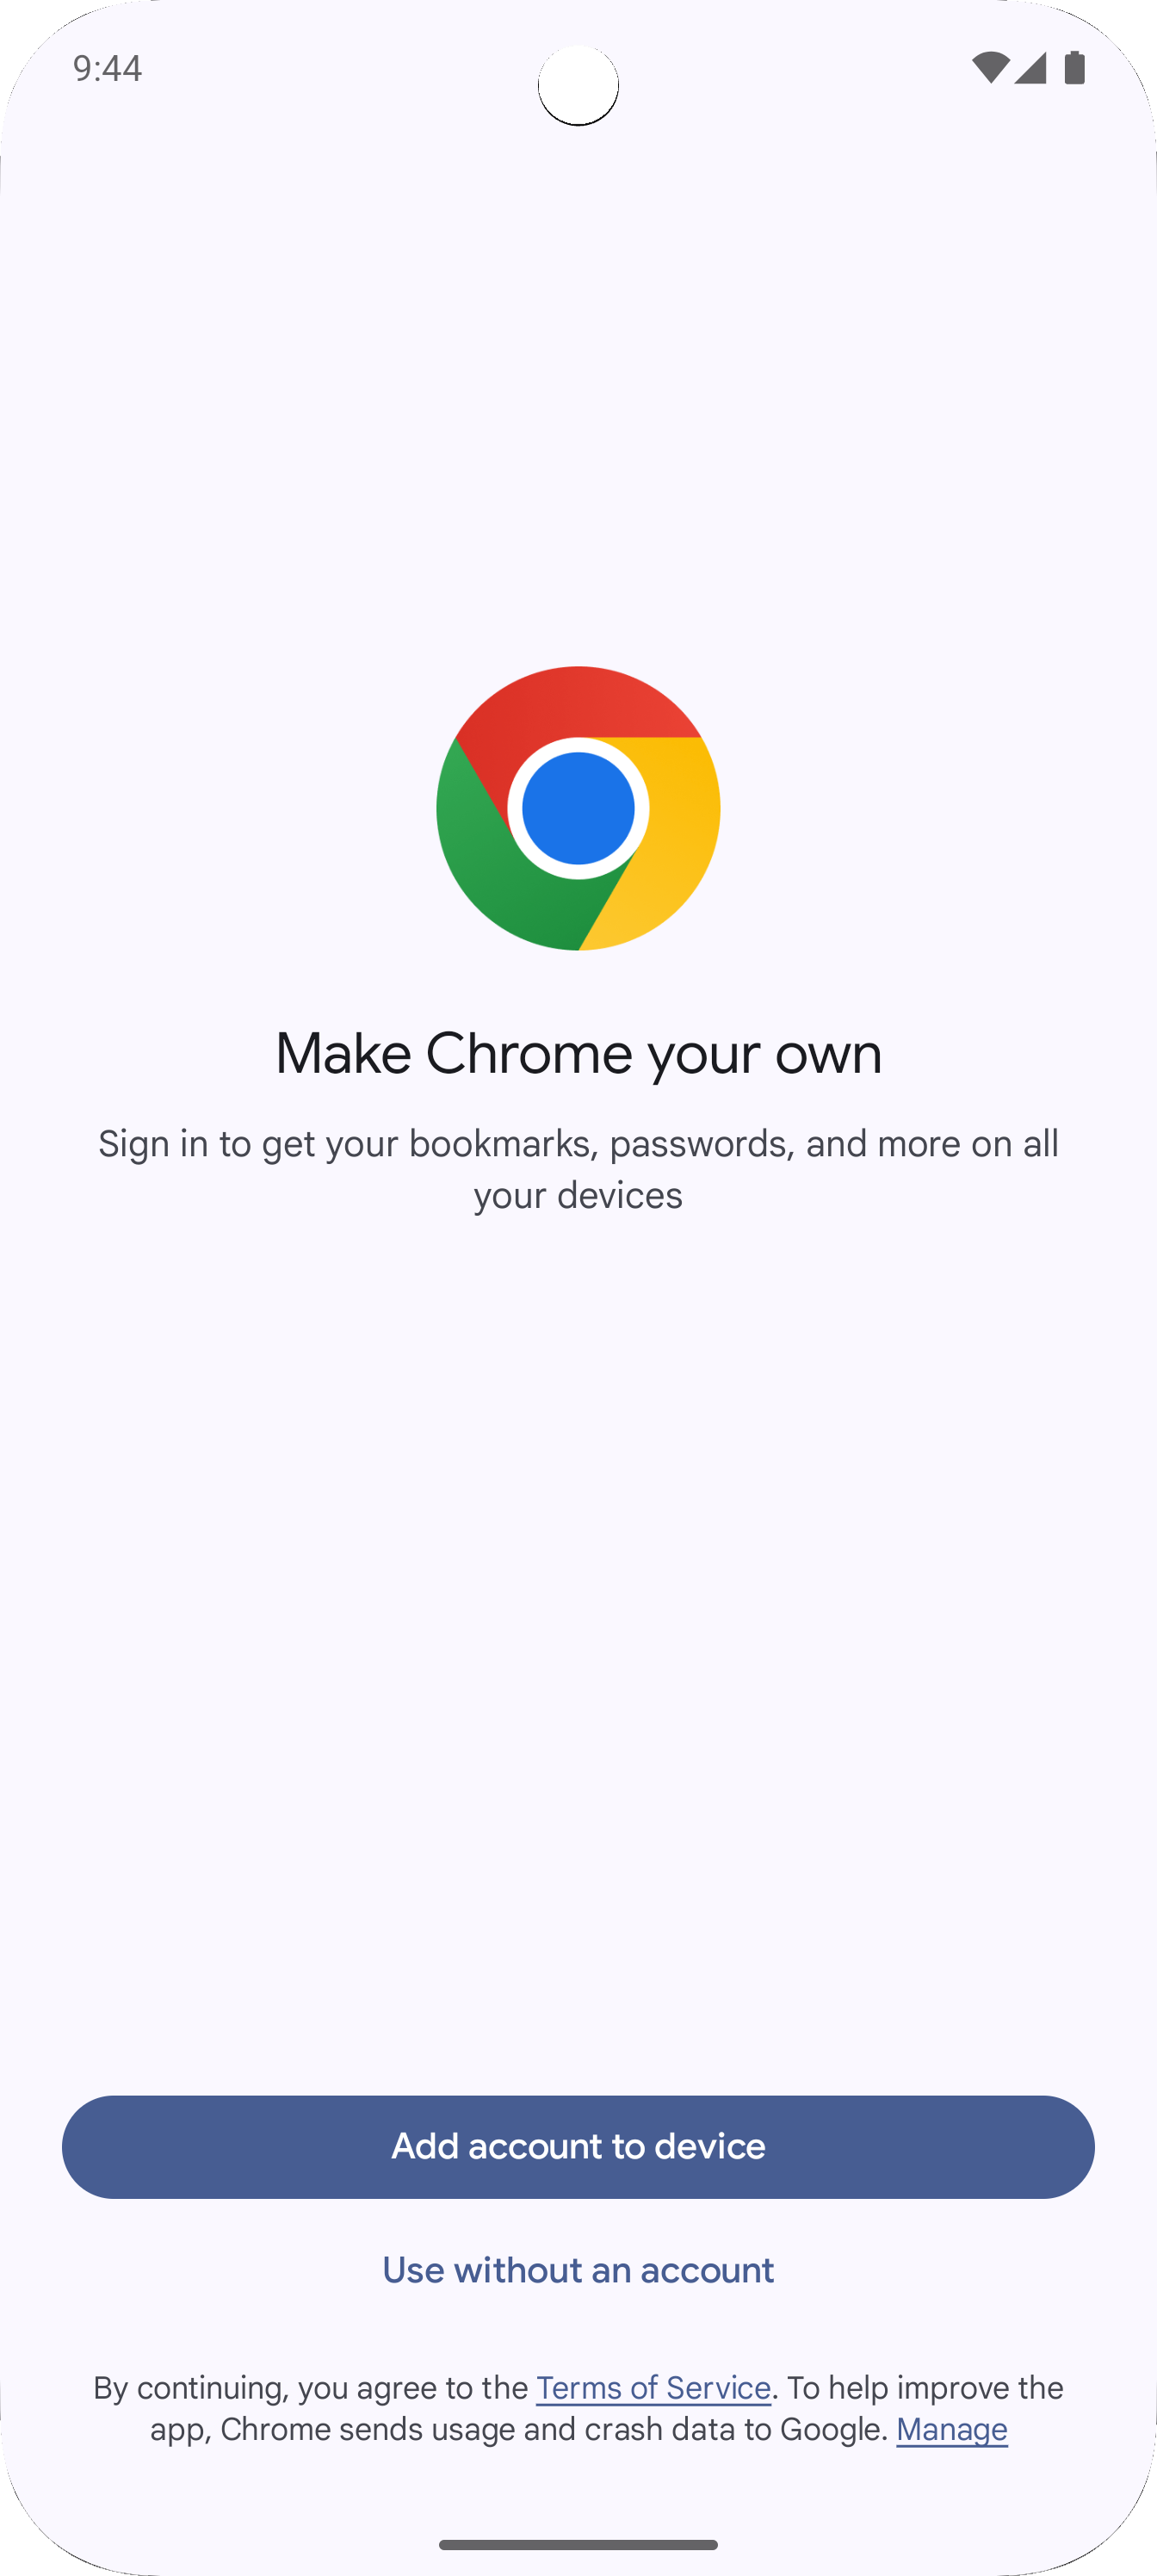 9:44
Make Chrome your own
Sign in to get your bookmarks, passwords, and more on all
your devices
Add account to device
Use without an account
By continuing, you agree to the Terms of Service. To help improve the
app, Chrome sends usage and crash data to Google. Manage